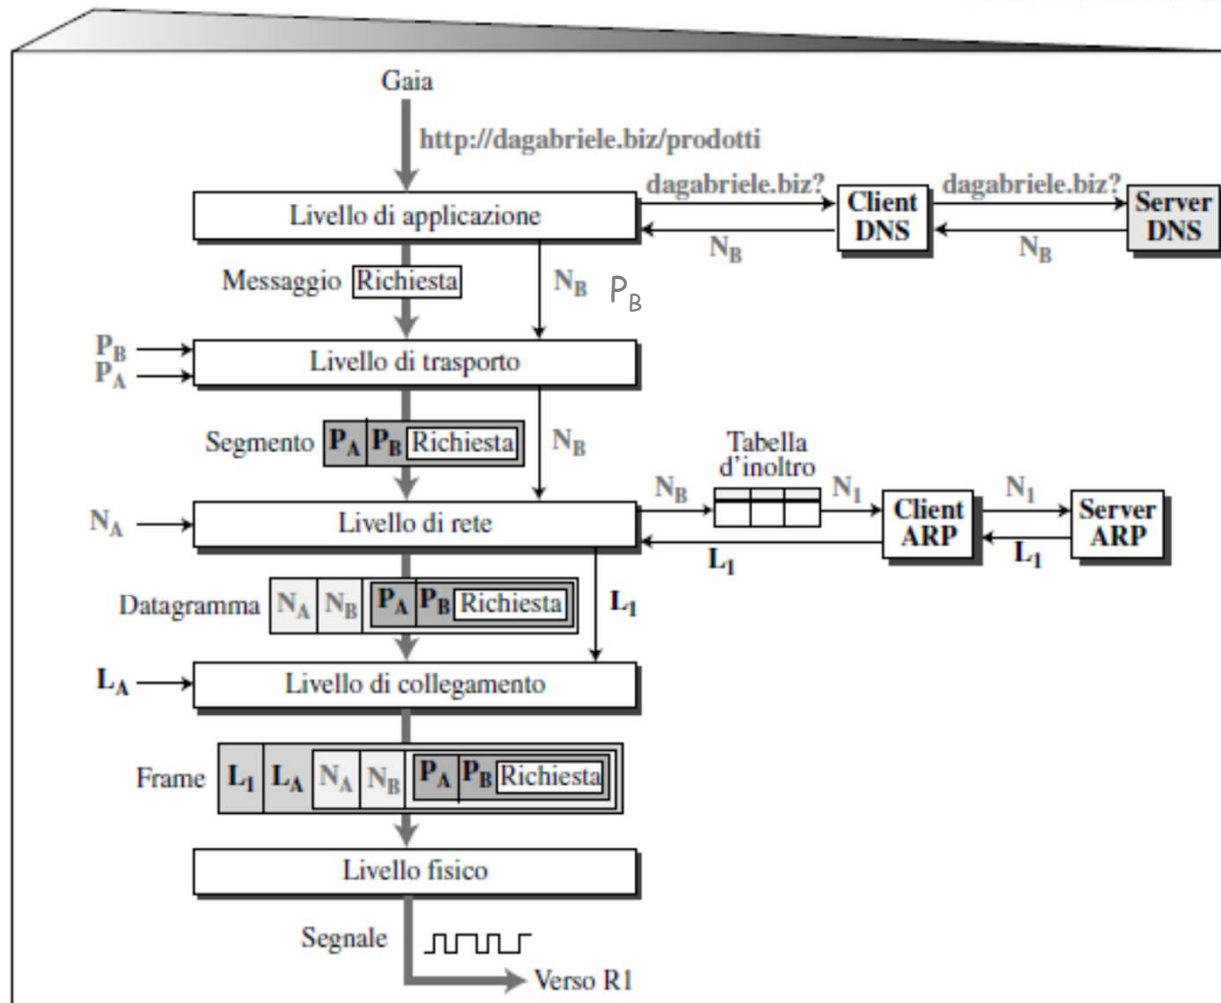 Gaia
http://dagabriele.biz/prodotti
Livello di applicazione
dagabriele.biz?
Client
DNS
dagabriele.biz?
Server
DNS
N_B
N_B
Messaggio Richiesta
N_B P_B
P_B
P_A
Livello di trasporto
Segmento P_A P_B Richiesta
N_B
Tabella
d'inoltro
N_A
Livello di rete
N_B
N_1
Client
ARP
N_1
Server
ARP
L_1
L_1
Datagramma N_A N_B P_A P_B Richiesta
L_1
L_A
Livello di collegamento
Frame L_1 L_A N_A N_B P_A P_B Richiesta
Livello fisico
Segnale
Verso R1